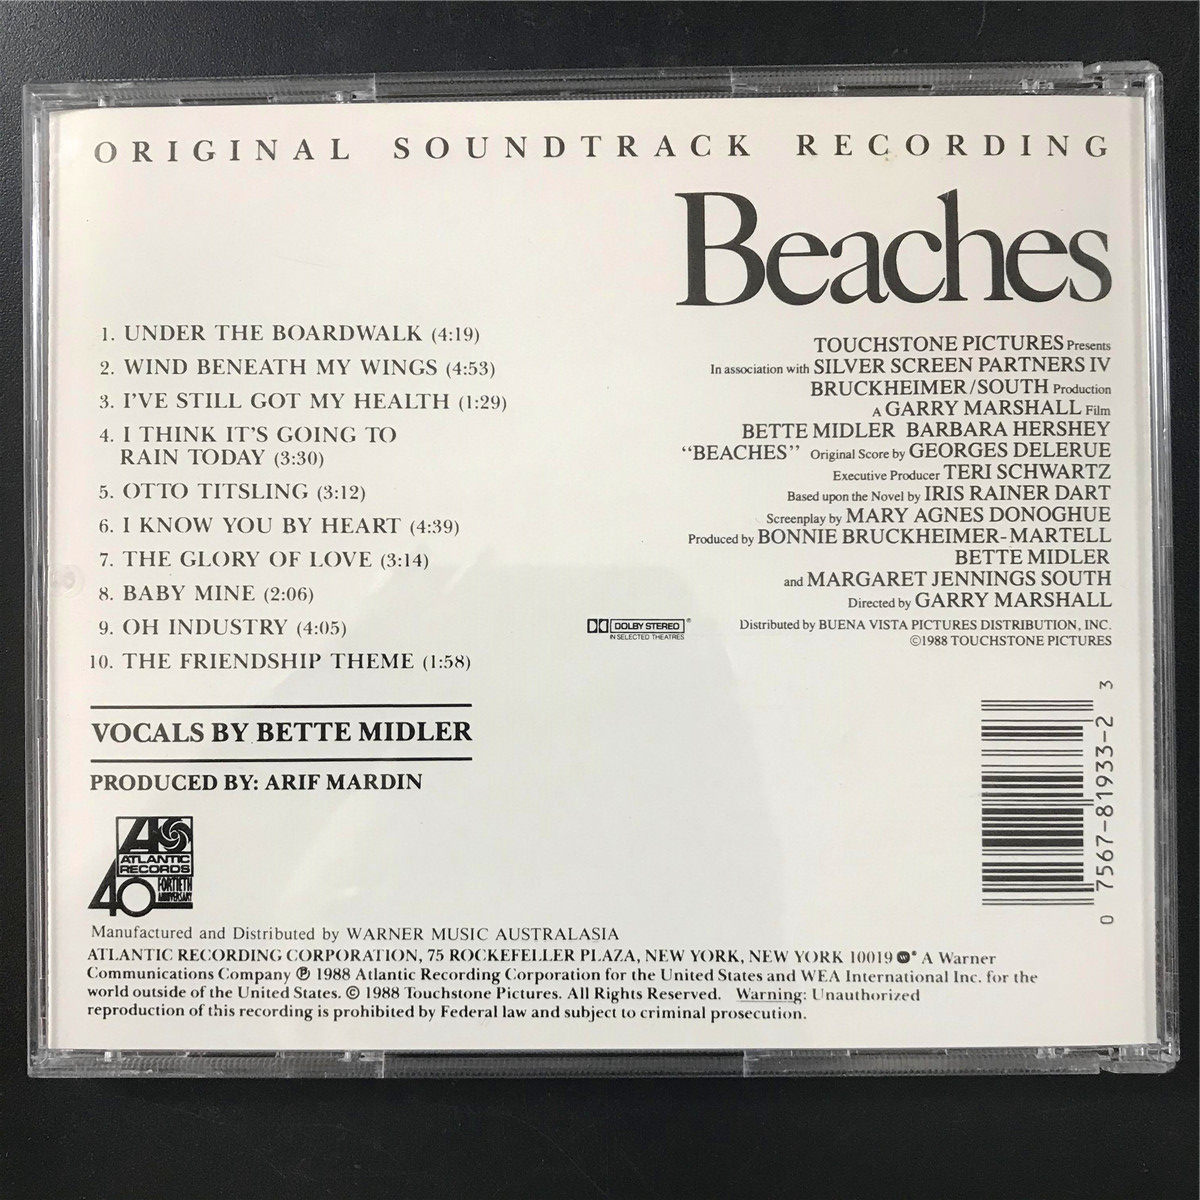 ORIGINAL SOUNDTRACK RECORDING
Beaches
1. UNDER THE BOARDWALK (4:19)
2. WIND BENEATH MY WINGS (4:53)
3. I'VE STILL GOT MY HEALTH (1:29)
4. I THINK IT'S GOING TO
RAIN TODAY (3:30)
5. OTTO TITSLING (3:12)
6. I KNOW YOU BY HEART (4:39)
7. THE GLORY OF LOVE (3:14)
8. BABY MINE (2:06)
9. OH INDUSTRY (4:05)
10. THE FRIENDSHIP THEME (1:58)
VOCALS BY BETTE MIDLER
PRODUCED BY: ARIF MARDIN
TOUCHSTONE PICTURES Presents
In association with SILVER SCREEN PARTNERS IV
BRUCKHEIMER/SOUTH Production
A GARRY MARSHALL Film
BETTE MIDLER BARBARA HERSHEY
"BEACHES" Original Score by GEORGES DELERUE
Executive Producer TERI SCHWARTZ
Based upon the Novel by IRIS RAINER DART
Screenplay by MARY AGNES DONOGHUE
Produced by BONNIE BRUCKHEIMER-MARTELL
BETTE MIDLER
and MARGARET JENNINGS SOUTH
Directed by GARRY MARSHALL
DOLBY STEREO ®
IN SELECTED THEATRES
Distributed by BUENA VISTA PICTURES DISTRIBUTION, INC.
©1988 TOUCHSTONE PICTURES
0 7567-81933-2 3
ATLANTIC
RECORDS
40 FORTIETH
ANNIVERSARY
Manufactured and Distributed by WARNER MUSIC AUSTRALASIA
ATLANTIC RECORDING CORPORATION, 75 ROCKEFELLER PLAZA, NEW YORK, NEW YORK 10019 ® A Warner
Communications Company ℗ 1988 Atlantic Recording Corporation for the United States and WEA International Inc. for the
world outside of the United States. © 1988 Touchstone Pictures. All Rights Reserved. Warning: Unauthorized
reproduction of this recording is prohibited by Federal law and subject to criminal prosecution.